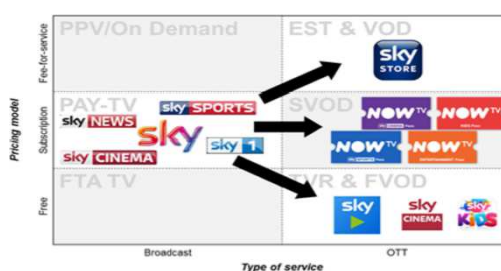 PPV/On Demand
EST & VOD
sky
STORE
Fee-for-service
PAY-TV
sky SPORTS
sky NEWS
sky
sky 1
sky CINEMA
SVOD
NOW TV
NOW TV
NOW TV
NOW TV
Subscription
Pricing model
FTA TV
TVR & FVOD
sky
sky
CINEMA
sky
KIDS
Free
Broadcast
OTT
Type of service